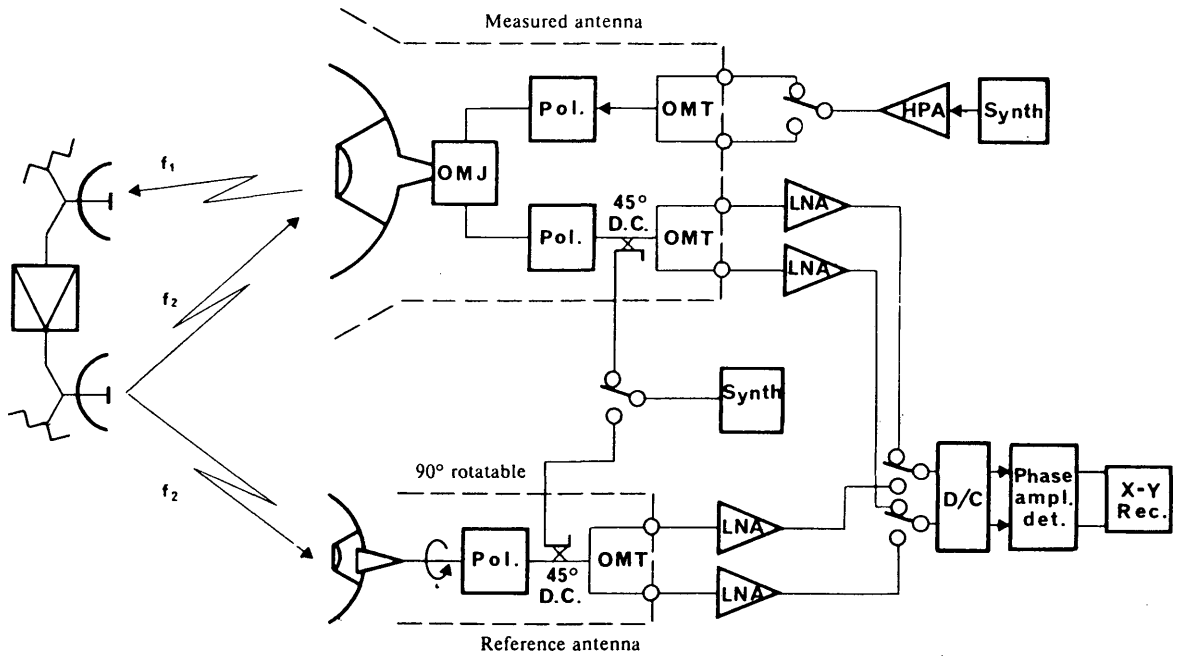 Measured antenna
Pol.
OMT
HPA
Synth
f₁
OMJ
45°
D.C.
LNA
Pol.
OMT
LNA
f₂
Synth
90° rotatable
f₂
D/C
Phase
ampl.
det.
X-Y
Rec.
LNA
Pol.
OMT
45°
D.C.
LNA
Reference antenna